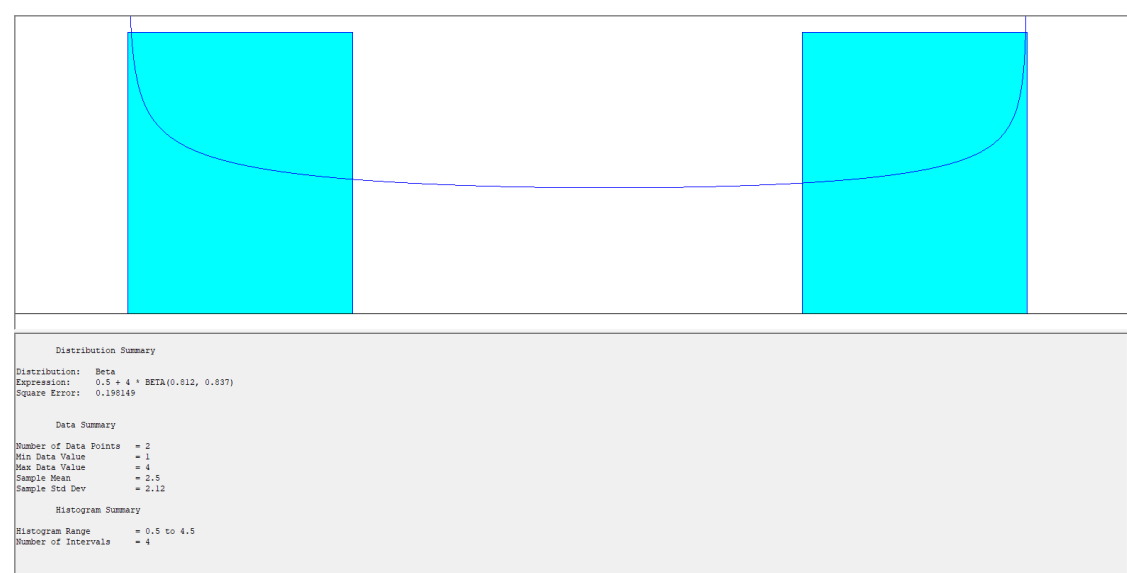 Distribution Summary
Distribution: Beta
Expression: 0.5 + 4 * BETA(0.812, 0.837)
Square Error: 0.198149
Data Summary
Number of Data Points = 2
Min Data Value = 1
Max Data Value = 4
Sample Mean = 2.5
Sample Std Dev = 2.12
Histogram Summary
Histogram Range = 0.5 to 4.5
Number of Intervals = 4